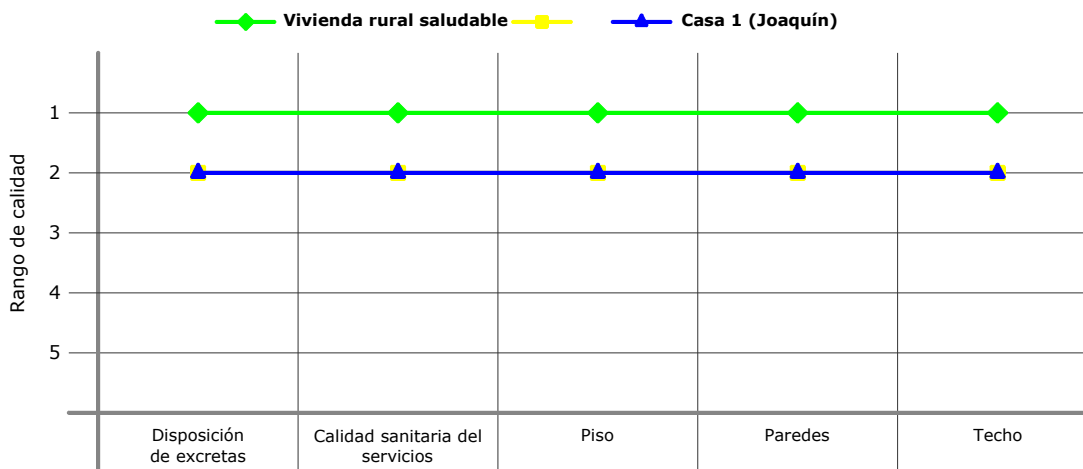 Vivienda rural saludable
Casa 1 (Joaquín)
Rango de calidad
1
2
3
4
5
Disposición
de excretas
Calidad sanitaria del
servicios
Piso
Paredes
Techo